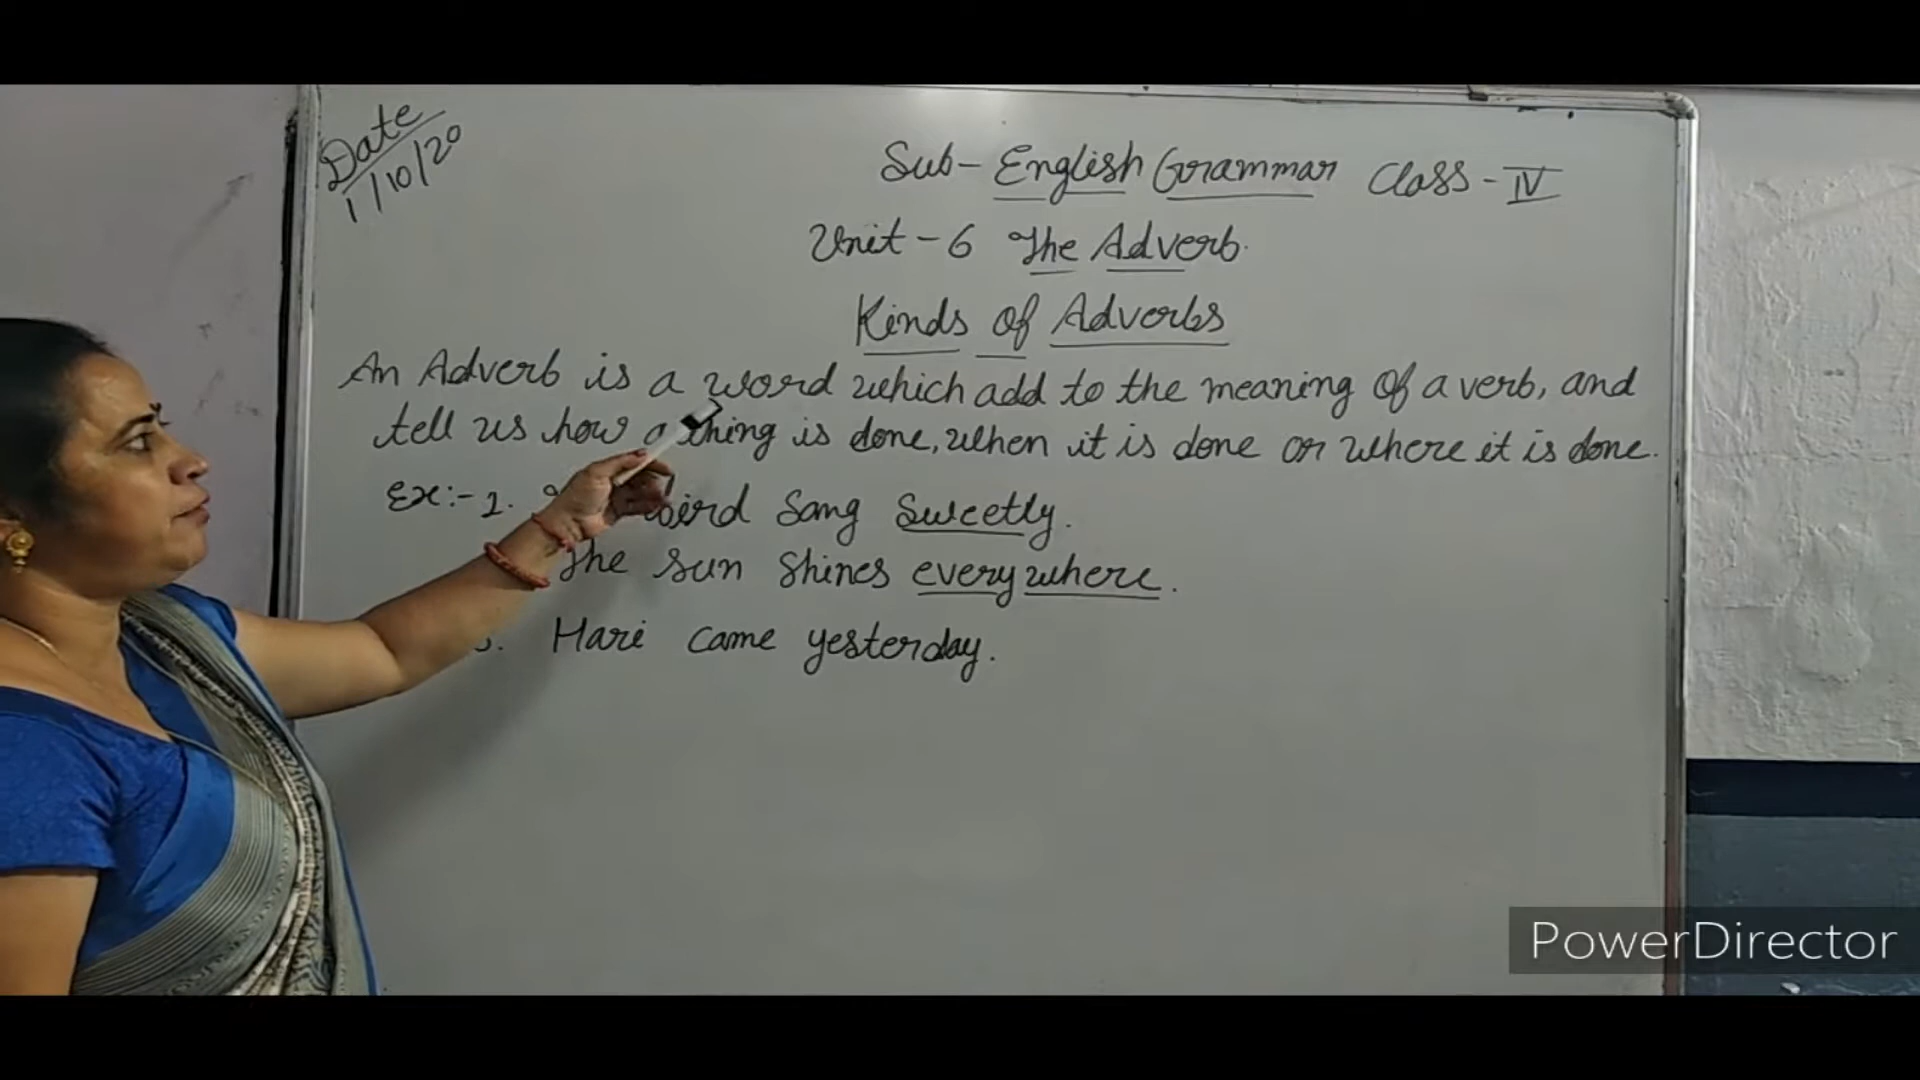 Date
1/10/20
Sub- English Grammar Class - IV
Unit - 6 The Adverb.
Kinds of Adverbs
An Adverb is a word which add to the meaning of a verb, and
tell us how a thing is done, when it is done or where it is done.
Ex:- 1. bird Sang Sweetly.
The sun shines everywhere.
Hari came yesterday.
PowerDirector